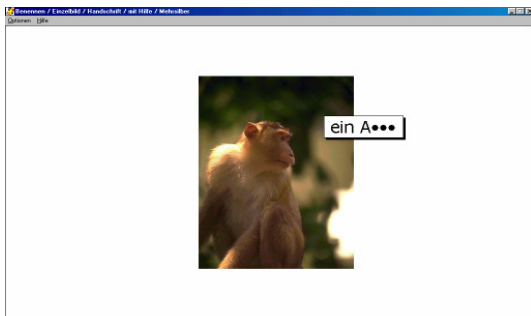 Benennen / Einzelbild / Handschrift / mit Hilfe / Mehrsilber
Optionen Hilfe
ein A•••